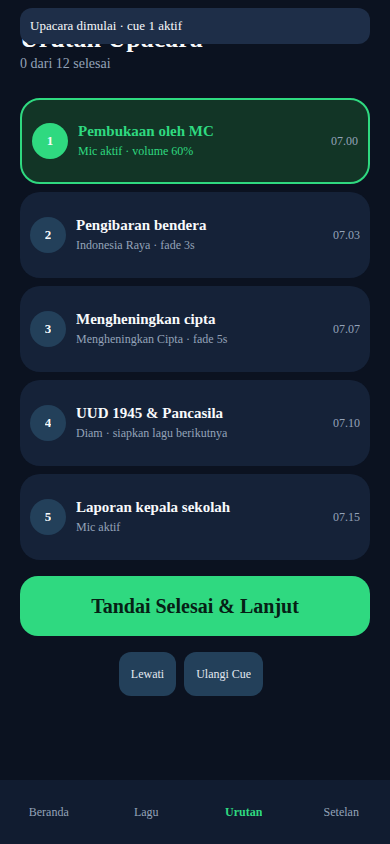 Upacara dimulai · cue 1 aktif
Urutan Upacara
0 dari 12 selesai
1
Pembukaan oleh MC
Mic aktif · volume 60%
07.00
2
Pengibaran bendera
Indonesia Raya · fade 3s
07.03
3
Mengheningkan cipta
Mengheningkan Cipta · fade 5s
07.07
4
UUD 1945 & Pancasila
Diam · siapkan lagu berikutnya
07.10
5
Laporan kepala sekolah
Mic aktif
07.15
Tandai Selesai & Lanjut
Lewati
Ulangi Cue
Beranda
Lagu
Urutan
Setelan